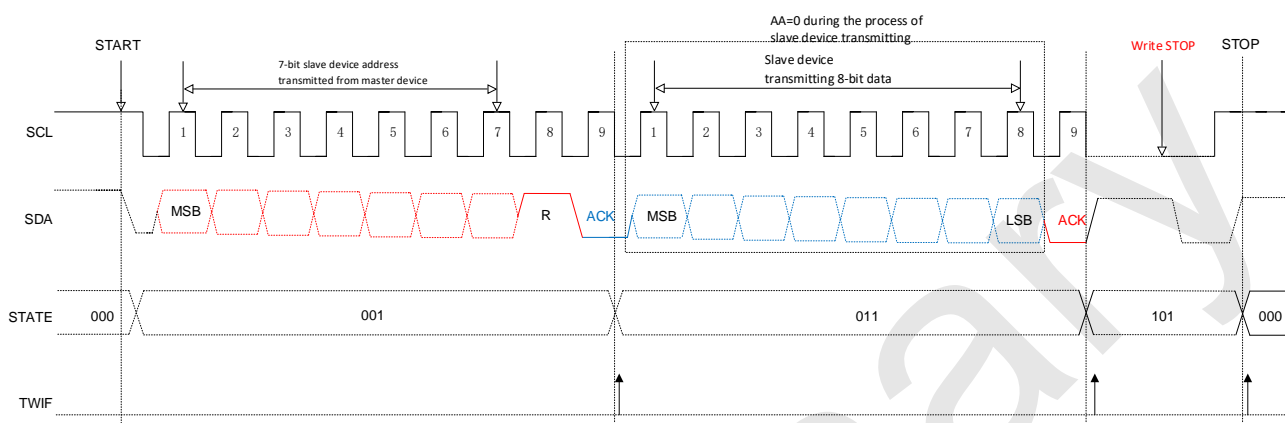 AA=0 during the process of
slave device transmitting
START
7-bit slave device address
transmitted from master device
Slave device
transmitting 8-bit data
Write STOP
STOP
SCL
1 2 3 4 5 6 7 8 9 1 2 3 4 5 6 7 8 9
SDA
MSB R ACK MSB LSB ACK
STATE
000 001 011 101 000
TWIF